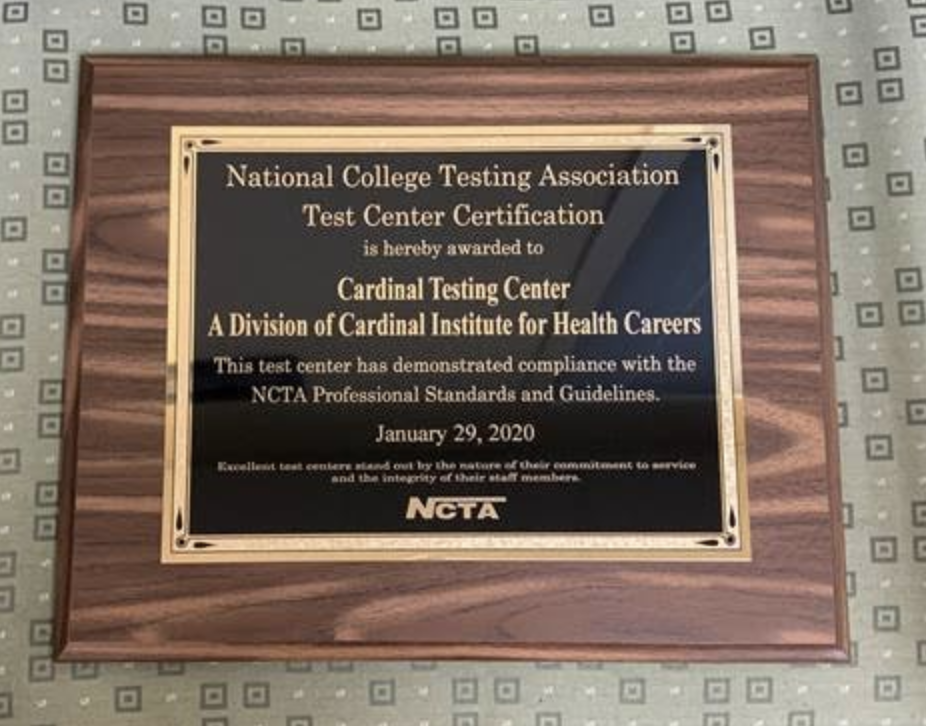 National College Testing Association
Test Center Certification
is hereby awarded to
Cardinal Testing Center
A Division of Cardinal Institute for Health Careers
This test center has demonstrated compliance with the
NCTA Professional Standards and Guidelines.
January 29, 2020
Excellent test centers stand out by the nature of their commitment to service
and the integrity of their staff members.
NCTA